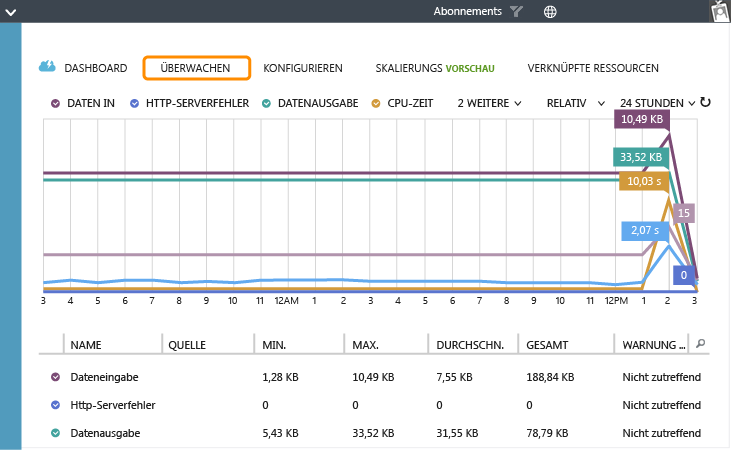 Abonnements
DASHBOARD ÜBERWACHEN KONFIGURIEREN SKALIERUNGS VORSCHAU VERKNÜPFTE RESSOURCEN
DATEN IN HTTP-SERVERFEHLER DATENAUSGABE CPU-ZEIT 2 WEITERE RELATIV 24 STUNDEN
10,49 KB
33,52 KB
10,03 s
15
2,07 s
0
3 4 5 6 7 8 9 10 11 12AM 1 2 3 4 5 6 7 8 9 10 11 12PM 1 2 3
NAME QUELLE MIN. MAX. DURCHSCHN. GESAMT WARNUNG ...
Dateneingabe 1,28 KB 10,49 KB 7,55 KB 188,84 KB Nicht zutreffend
Http-Serverfehler 0 0 0 0 Nicht zutreffend
Datenausgabe 5,43 KB 33,52 KB 31,55 KB 78,79 KB Nicht zutreffend